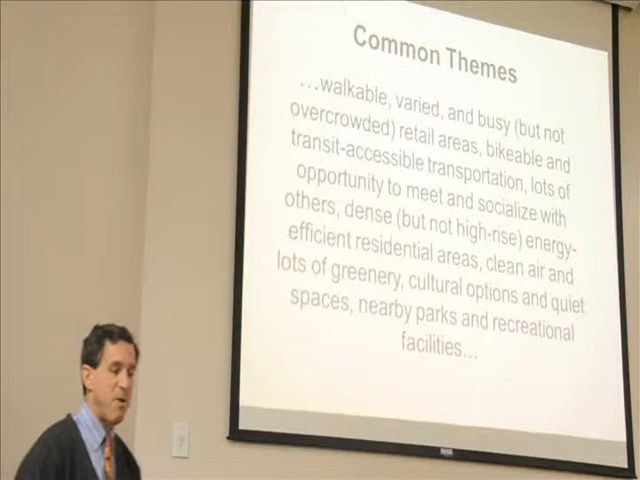 Common Themes
…walkable, varied, and busy (but not
overcrowded) retail areas, bikeable and
transit-accessible transportation, lots of
opportunity to meet and socialize with
others, dense (but not high-rise) energy-
efficient residential areas, clean air and
lots of greenery, cultural options and quiet
spaces, nearby parks and recreational
facilities…